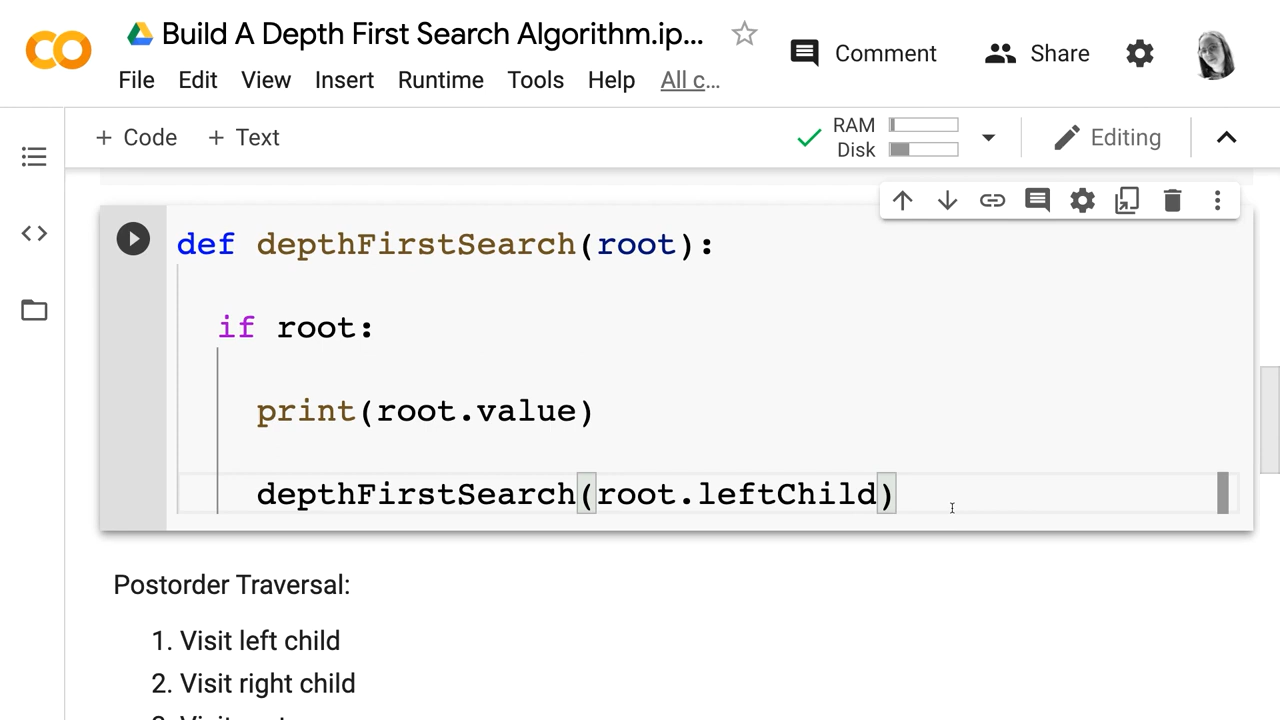 Build A Depth First Search Algorithm.ip...
File Edit View Insert Runtime Tools Help All c...
Comment
Share
+ Code + Text
RAM
Disk
Editing
def depthFirstSearch(root):
if root:
print(root.value)
depthFirstSearch(root.leftChild)
Postorder Traversal:
1. Visit left child
2. Visit right child